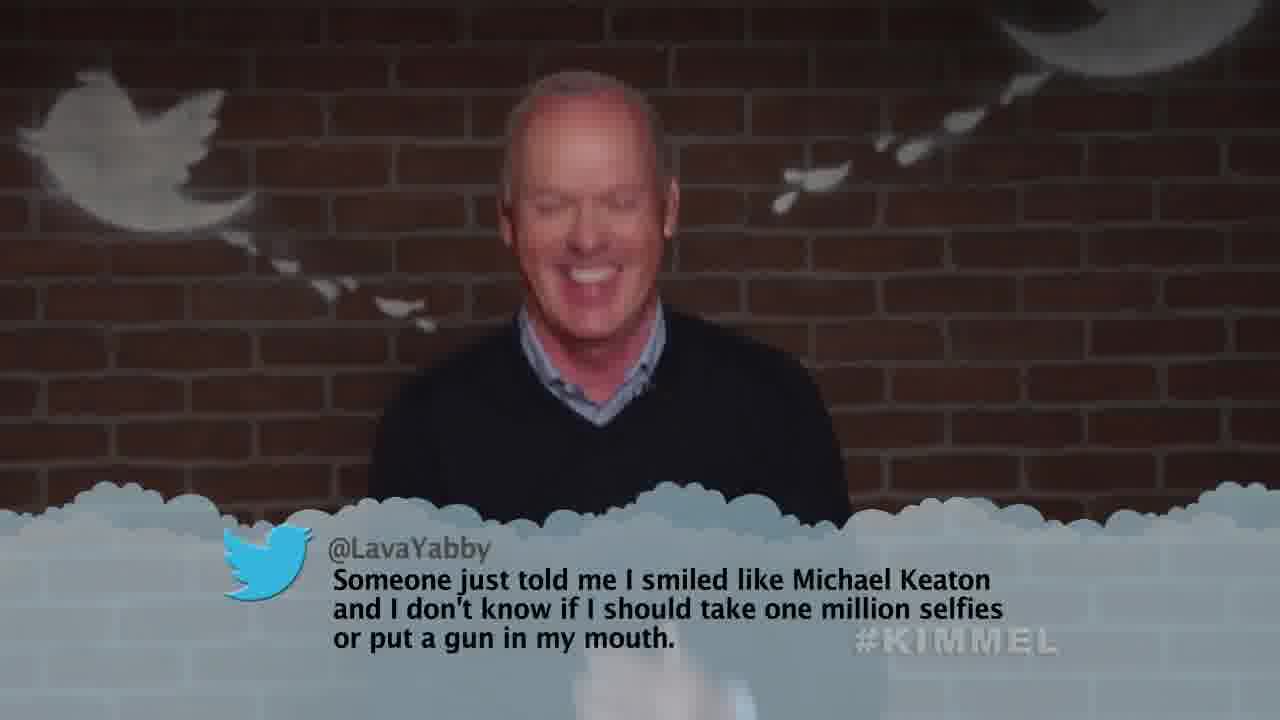 @LavaYabby
Someone just told me I smiled like Michael Keaton
and I don't know if I should take one million selfies
or put a gun in my mouth.
#KIMMEL